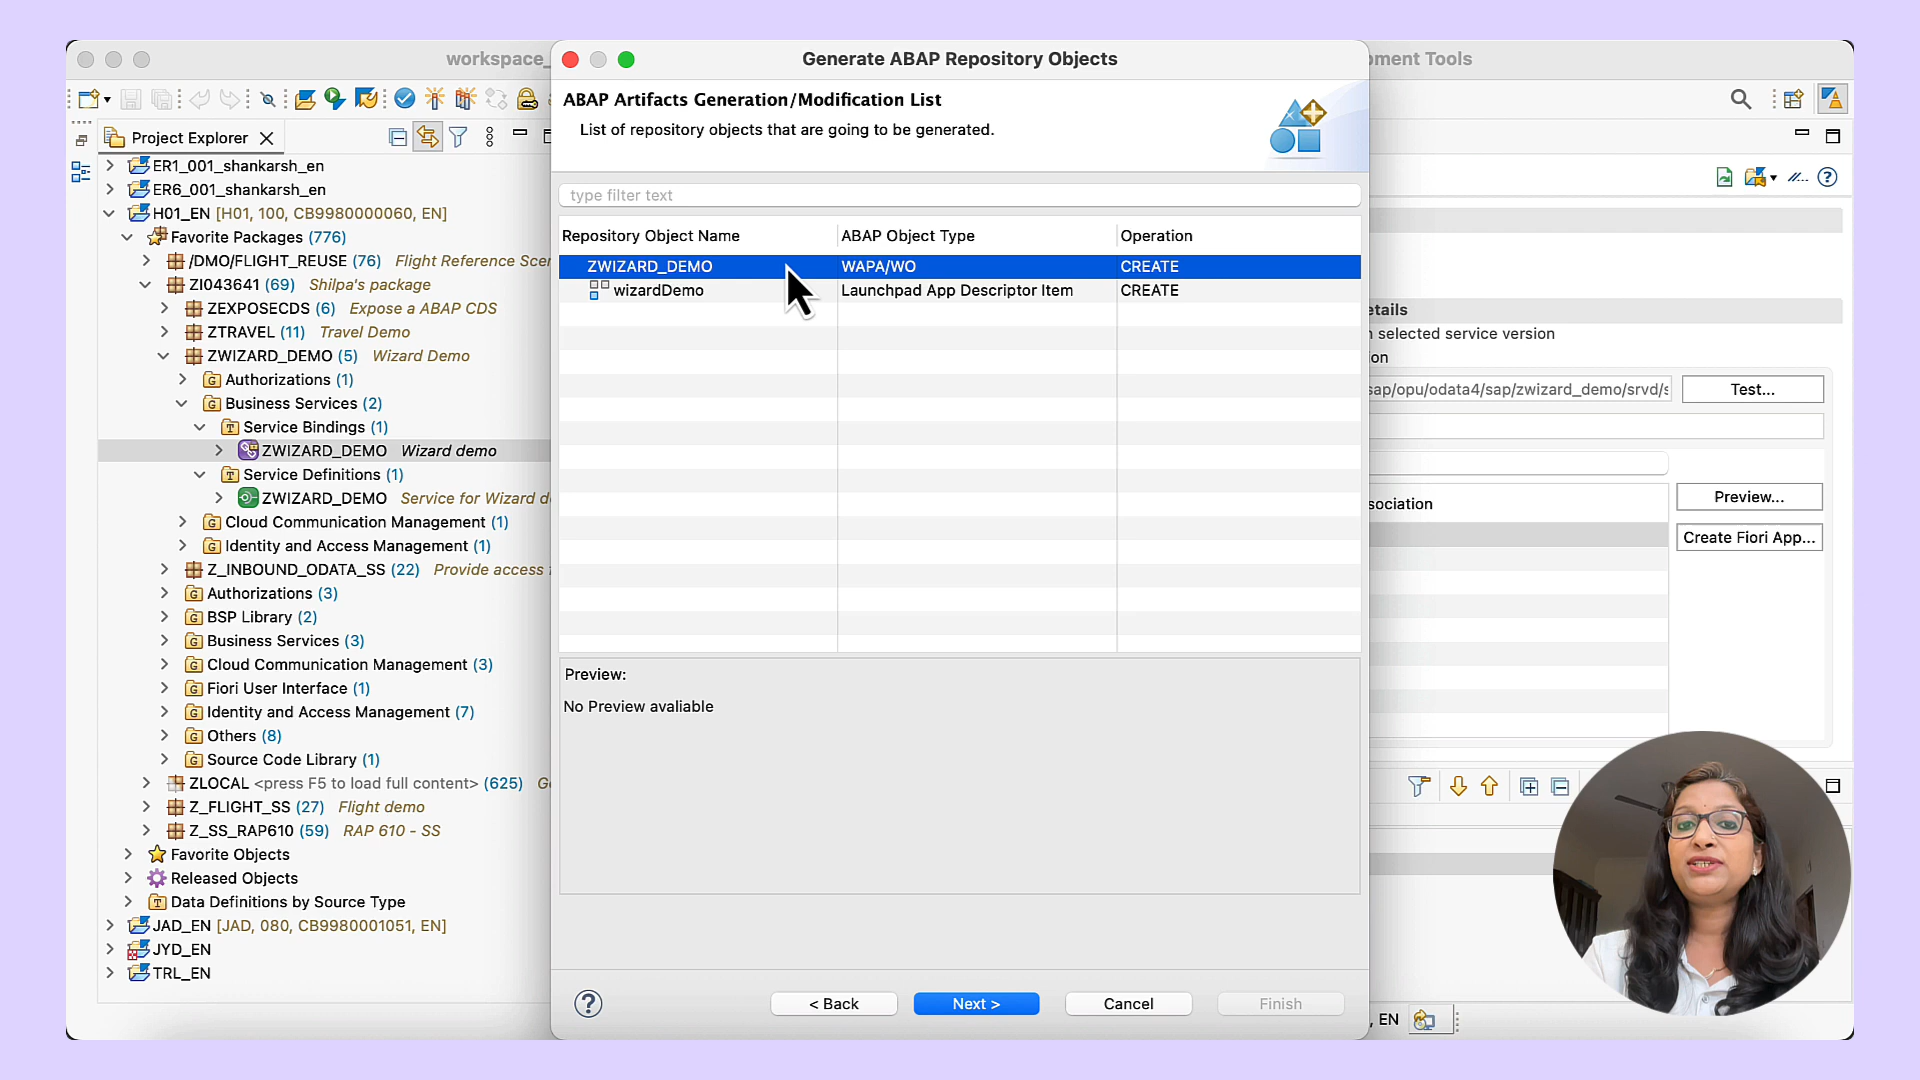 workspace_
Generate ABAP Repository Objects
ment Tools
Project Explorer
ER1_001_shankarsh_en
ER6_001_shankarsh_en
H01_EN [H01, 100, CB9980000060, EN]
Favorite Packages (776)
/DMO/FLIGHT_REUSE (76) Flight Reference Scer
ZI043641 (69) Shilpa's package
ZEXPOSECDS (6) Expose a ABAP CDS
ZTRAVEL (11) Travel Demo
ZWIZARD_DEMO (5) Wizard Demo
Authorizations (1)
Business Services (2)
Service Bindings (1)
ZWIZARD_DEMO Wizard demo
Service Definitions (1)
ZWIZARD_DEMO Service for Wizard d
Cloud Communication Management (1)
Identity and Access Management (1)
Z_INBOUND_ODATA_SS (22) Provide access
Authorizations (3)
BSP Library (2)
Business Services (3)
Cloud Communication Management (3)
Fiori User Interface (1)
Identity and Access Management (7)
Others (8)
Source Code Library (1)
ZLOCAL <press F5 to load full content> (625) G
Z_FLIGHT_SS (27) Flight demo
Z_SS_RAP610 (59) RAP 610 - SS
Favorite Objects
Released Objects
Data Definitions by Source Type
JAD_EN [JAD, 080, CB9980001051, EN]
JYD_EN
TRL_EN
ABAP Artifacts Generation/Modification List
List of repository objects that are going to be generated.
type filter text
Repository Object Name ABAP Object Type Operation
ZWIZARD_DEMO WAPA/WO CREATE
wizardDemo Launchpad App Descriptor Item CREATE
Preview:
No Preview avaliable
? < Back Next > Cancel Finish
etails
selected service version
on
sap/opu/odata4/sap/zwizard_demo/srvd/s Test...
sociation
Preview...
Create Fiori App...
, EN